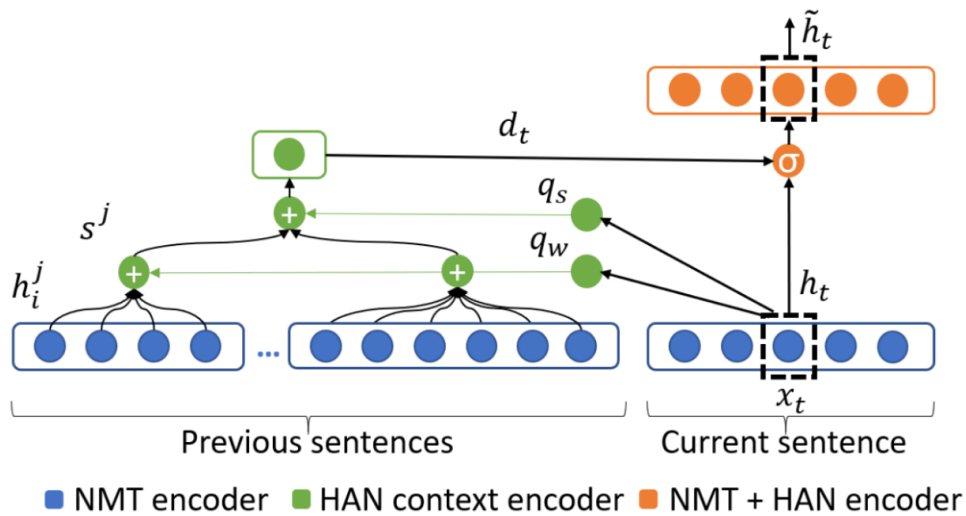 h̃_t
d_t
σ
q_s
s^j
+
q_w
+ +
h_i^j
h_t
...
x_t
Previous sentences Current sentence
NMT encoder HAN context encoder NMT + HAN encoder